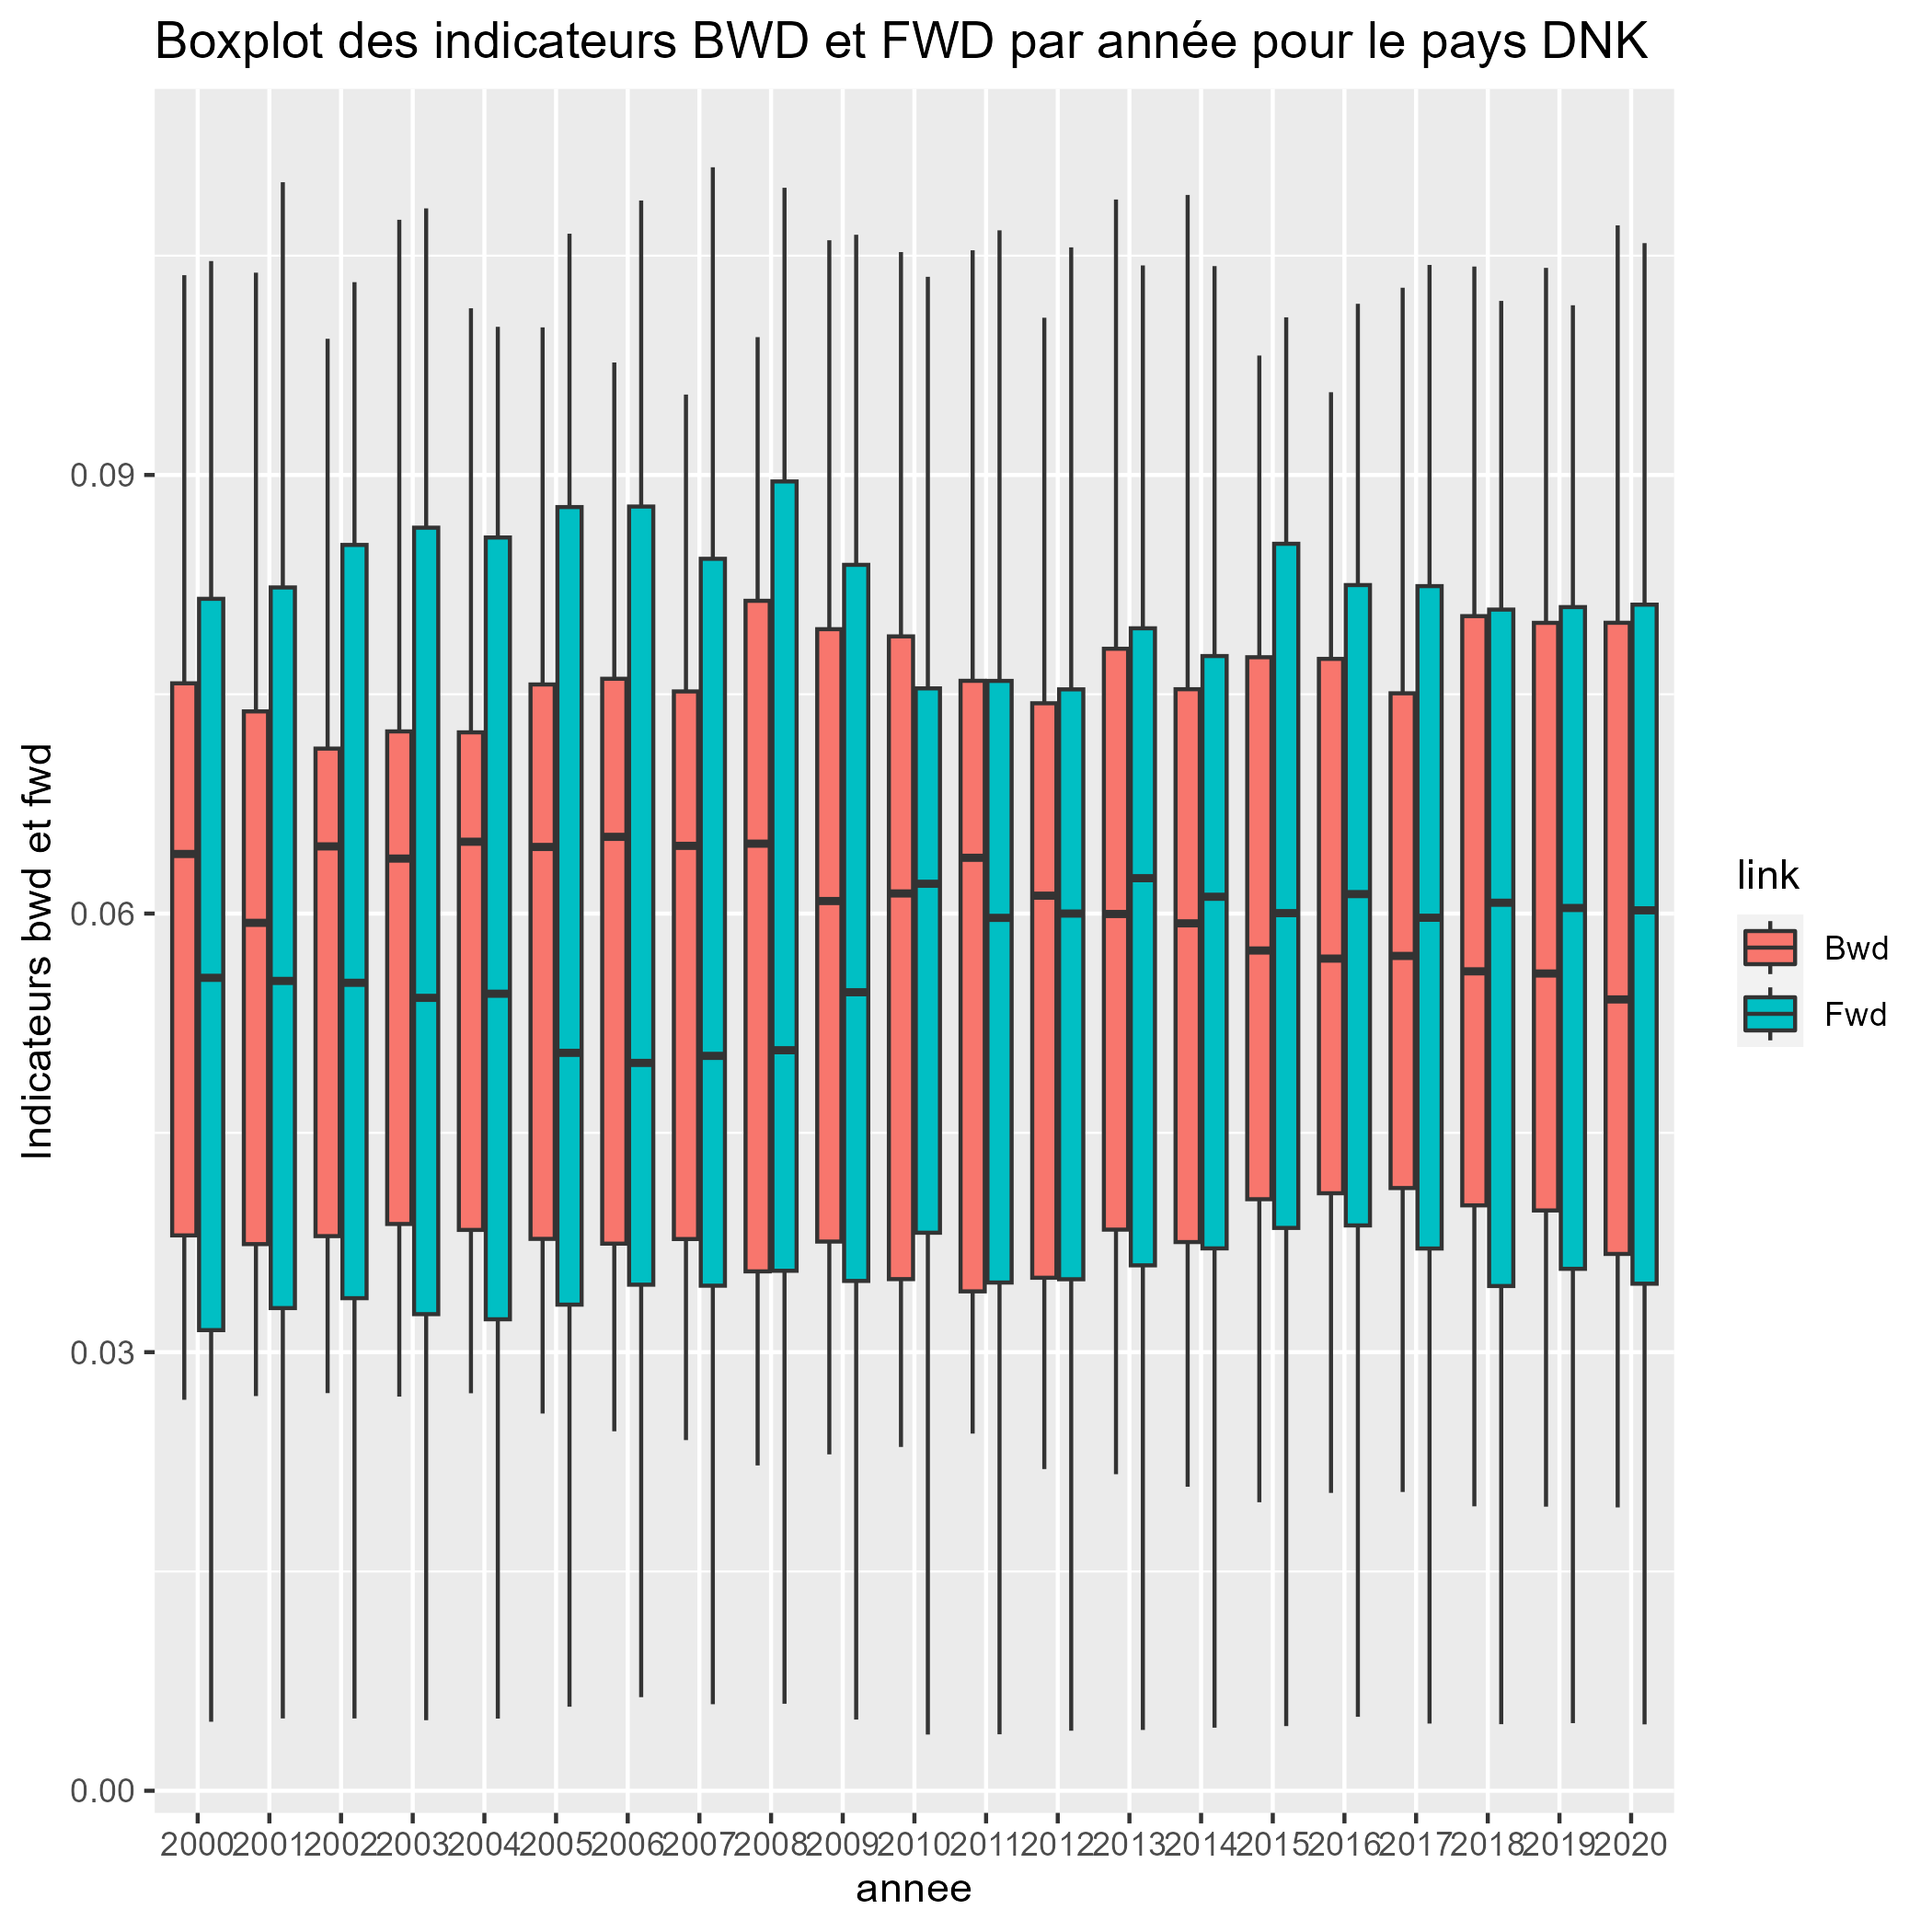 Boxplot des indicateurs BWD et FWD par année pour le pays DNK
Indicateurs bwd et fwd
0.09
0.06
0.03
0.00
2000 2001 2002 2003 2004 2005 2006 2007 2008 2009 2010 2011 2012 2013 2014 2015 2016 2017 2018 2019 2020
annee
link
Bwd
Fwd